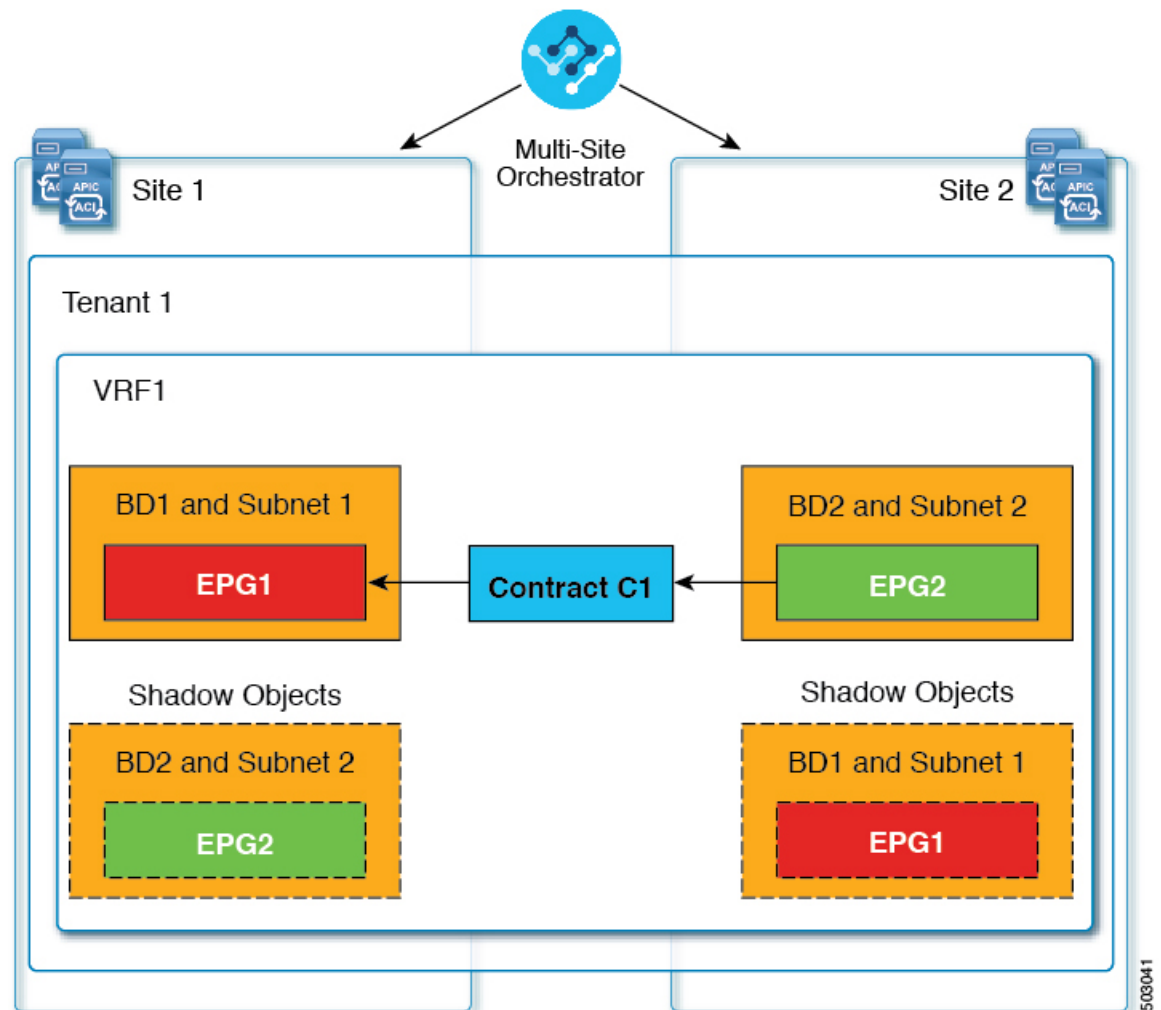 Multi-Site
Orchestrator
AP
APIC
ACI
Site 1
Site 2
AP
APIC
ACI
Tenant 1
VRF1
BD1 and Subnet 1
EPG1
Contract C1
BD2 and Subnet 2
EPG2
Shadow Objects
BD2 and Subnet 2
EPG2
Shadow Objects
BD1 and Subnet 1
EPG1
503041